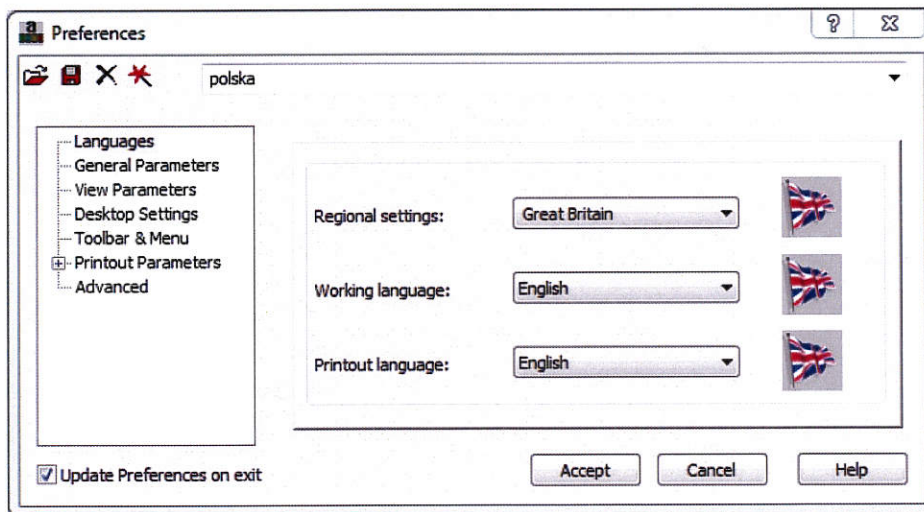 Preferences
polska
Languages
General Parameters
View Parameters
Desktop Settings
Toolbar & Menu
Printout Parameters
Advanced
Regional settings: Great Britain
Working language: English
Printout language: English
Update Preferences on exit
Accept Cancel Help